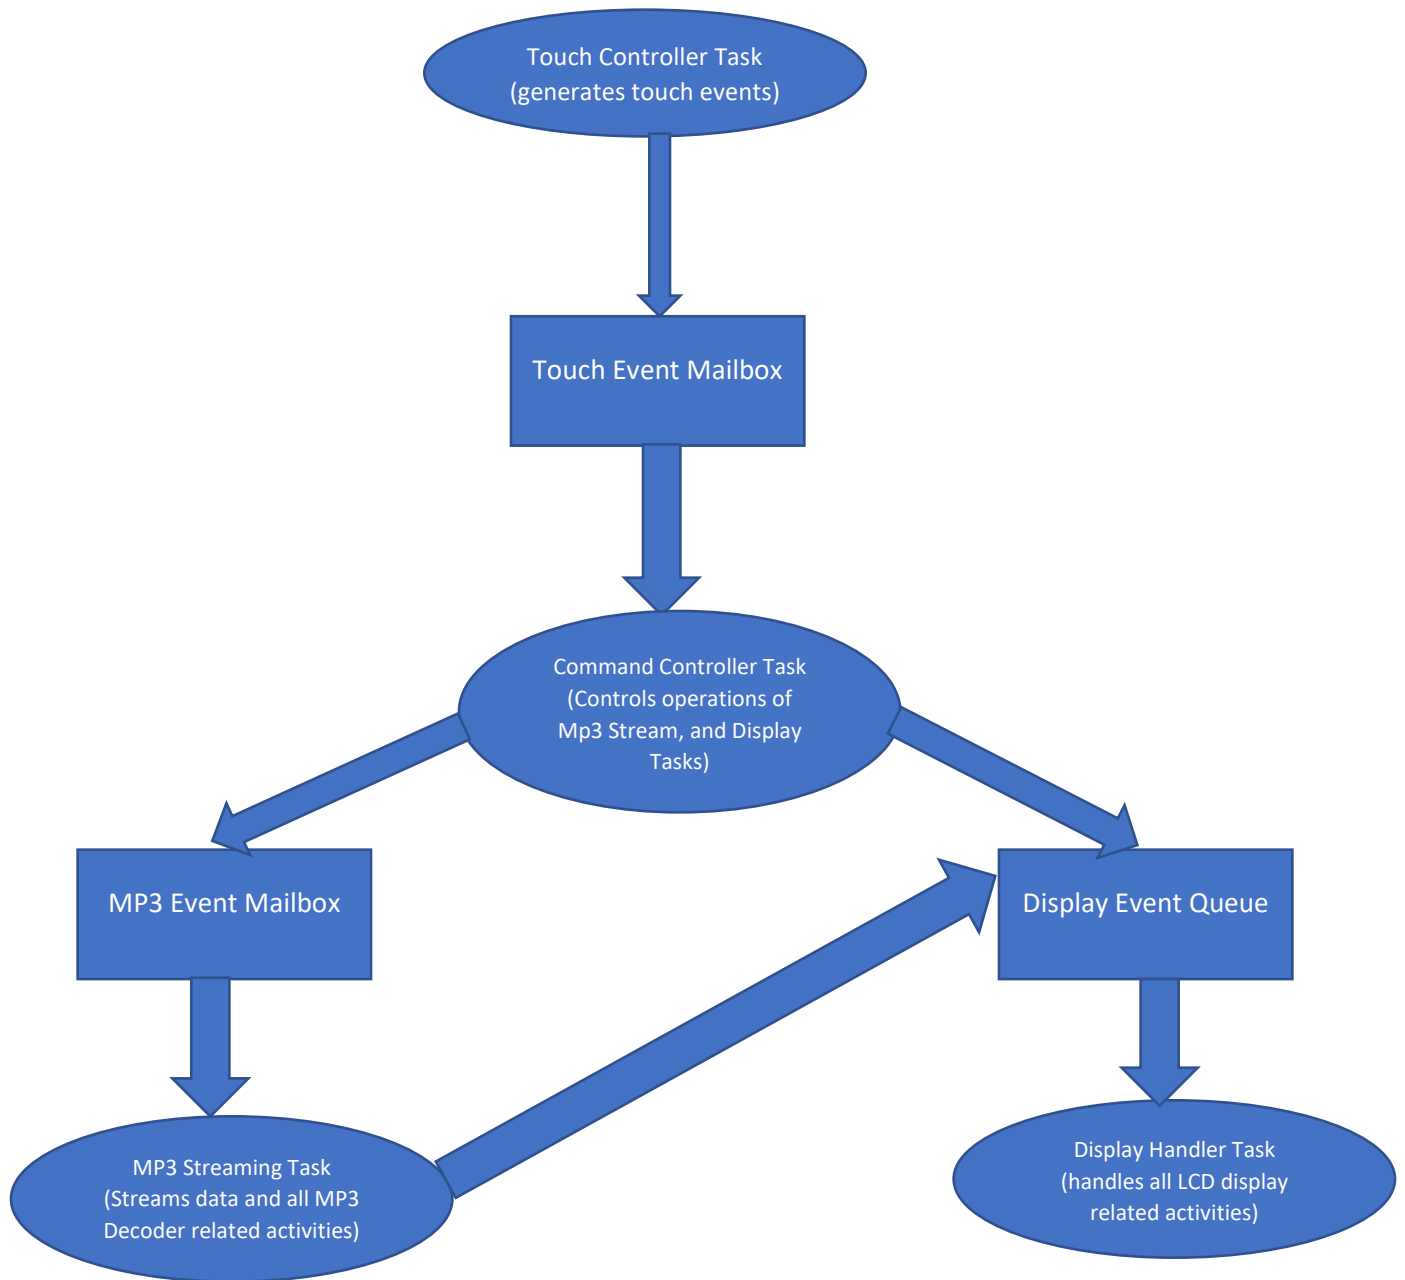 Touch Controller Task
(generates touch events)
Touch Event Mailbox
Command Controller Task
(Controls operations of
Mp3 Stream, and Display
Tasks)
MP3 Event Mailbox
Display Event Queue
MP3 Streaming Task
(Streams data and all MP3
Decoder related activities)
Display Handler Task
(handles all LCD display
related activities)